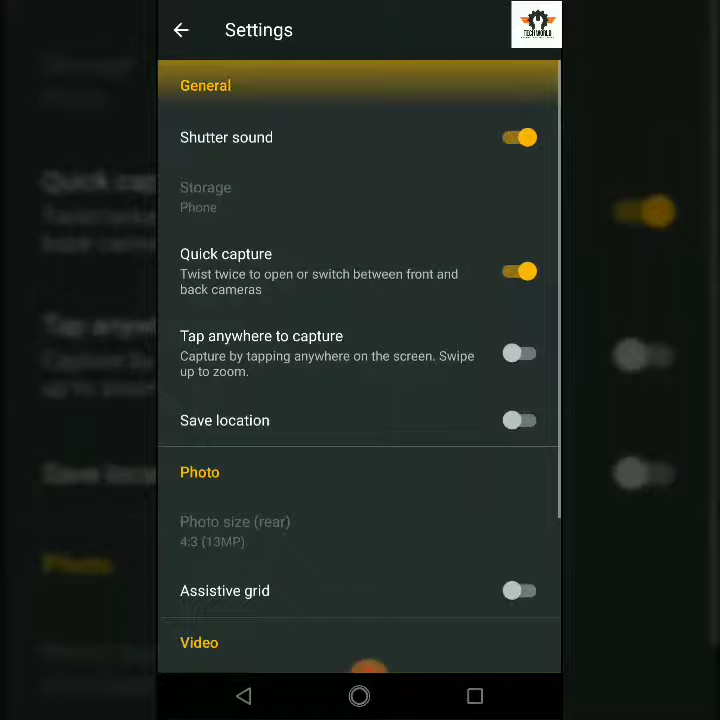 Settings
TECH WORLD
General
Shutter sound
Storage
Phone
Quick capture
Twist twice to open or switch between front and
back cameras
Tap anywhere to capture
Capture by tapping anywhere on the screen. Swipe
up to zoom.
Save location
Photo
Photo size (rear)
4:3 (13MP)
Assistive grid
Video